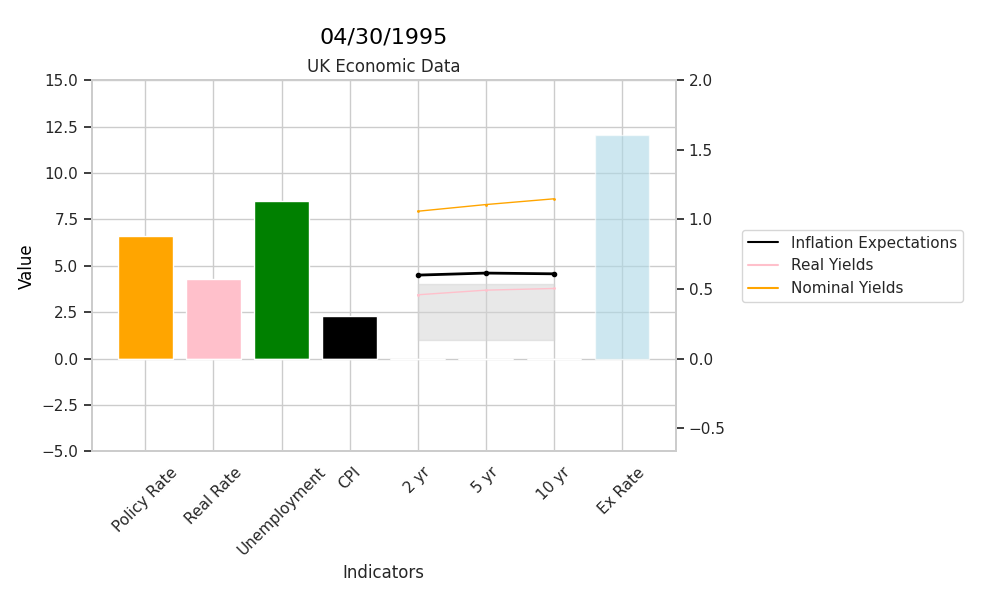 04/30/1995
UK Economic Data
15.0
12.5
10.0
7.5
5.0
2.5
0.0
−2.5
−5.0
Value
2.0
1.5
1.0
0.5
0.0
−0.5
Inflation Expectations
Real Yields
Nominal Yields
Policy Rate
Real Rate
Unemployment
CPI
2 yr
5 yr
10 yr
Ex Rate
Indicators